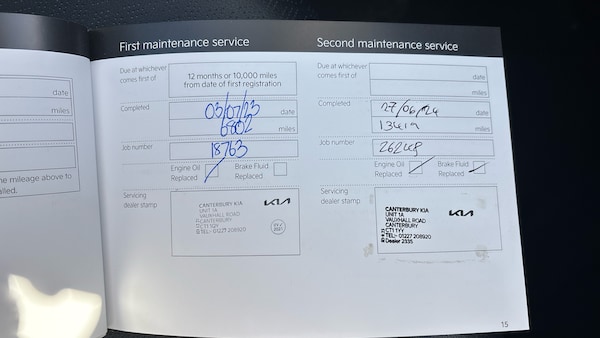 date
miles
ne mileage above to
alled.
First maintenance service
Due at whichever
comes first of
12 months or 10,000 miles
from date of first registration
Completed
03/07/23 date
6802 miles
Job number
18763
Engine Oil
Replaced
Brake Fluid
Replaced
Servicing
dealer stamp
KIA
CANTERBURY KIA
UNIT 1A
VAUXHALL ROAD
CANTERBURY
TEL:- 01227 208920
Second maintenance service
Due at whichever
comes first of
date
miles
Completed
27/06/24 date
miles
Job number
Engine Oil
Replaced
Brake Fluid
Replaced
Servicing
dealer stamp
KIA
CANTERBURY KIA
UNIT 1A
VAUXHALL ROAD
CANTERBURY
CT1 1YY
TEL:- 01227 208920
Dealer 2335
15